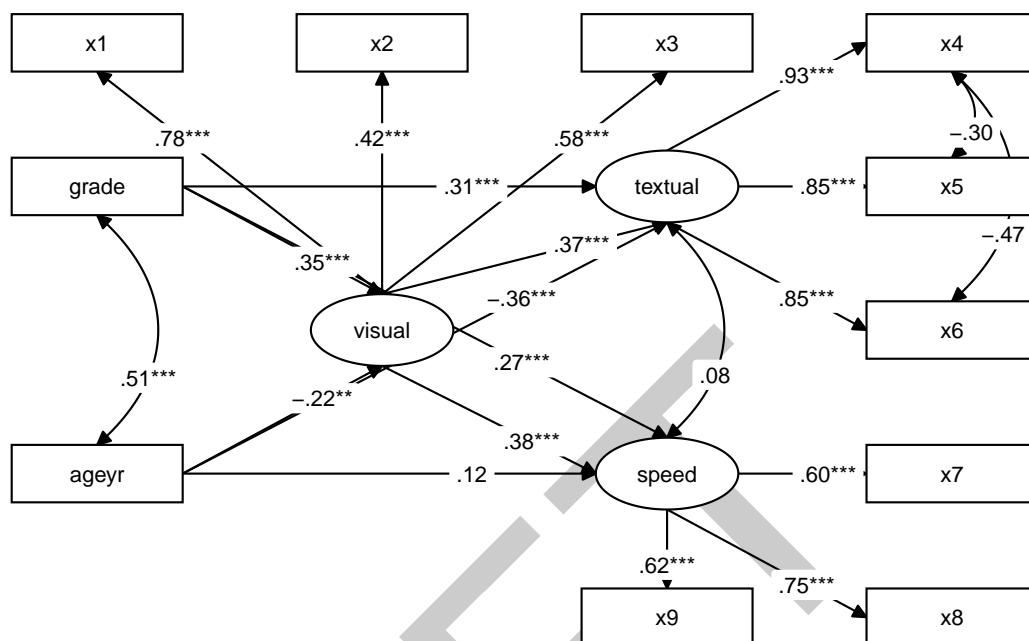 x1
x2
x3
x4
.93***
.78***
.42***
.58***
−.30
grade
.31***
textual
.85***
x5
.35***
.37***
−.47
−.36***
.85***
visual
x6
.27***
.51***
−.22**
.08
.38***
ageyr
.12
speed
.60***
x7
.62***
.75***
x9
x8